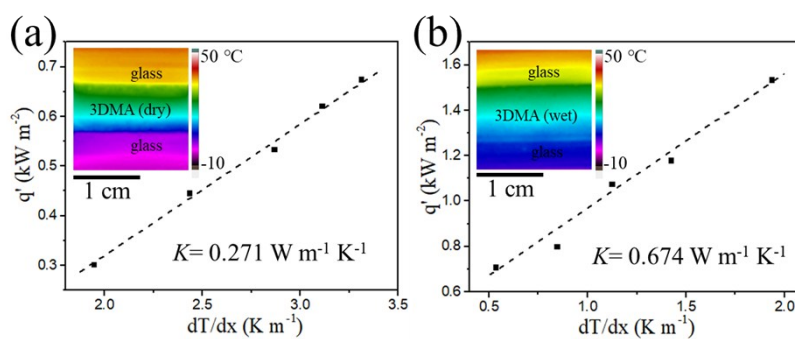 (a)
50 °C
glass
3DMA (dry)
glass
-10
1 cm
K= 0.271 W m-1 K-1
q' (kW m-2)
0.7
0.6
0.5
0.4
0.3
2.0 2.5 3.0 3.5
dT/dx (K m-1)
(b)
50 °C
glass
3DMA (wet)
glass
-10
1 cm
K= 0.674 W m-1 K-1
q' (kW m-2)
1.6
1.4
1.2
1.0
0.8
0.6
0.5 1.0 1.5 2.0
dT/dx (K m-1)